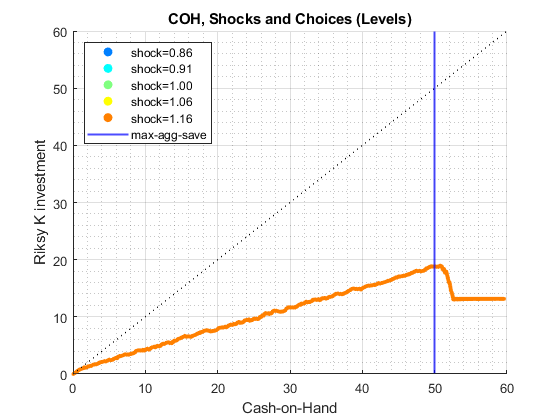 COH, Shocks and Choices (Levels)
60
50
40
30
20
10
0
Riksy K investment
shock=0.86
shock=0.91
shock=1.00
shock=1.06
shock=1.16
max-agg-save
0 10 20 30 40 50 60
Cash-on-Hand